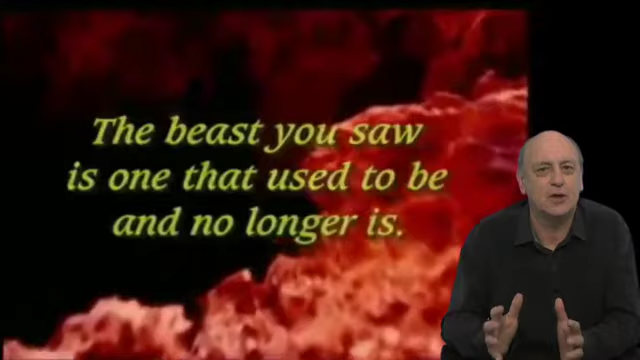 The beast you saw
is one that used to be
and no longer is.